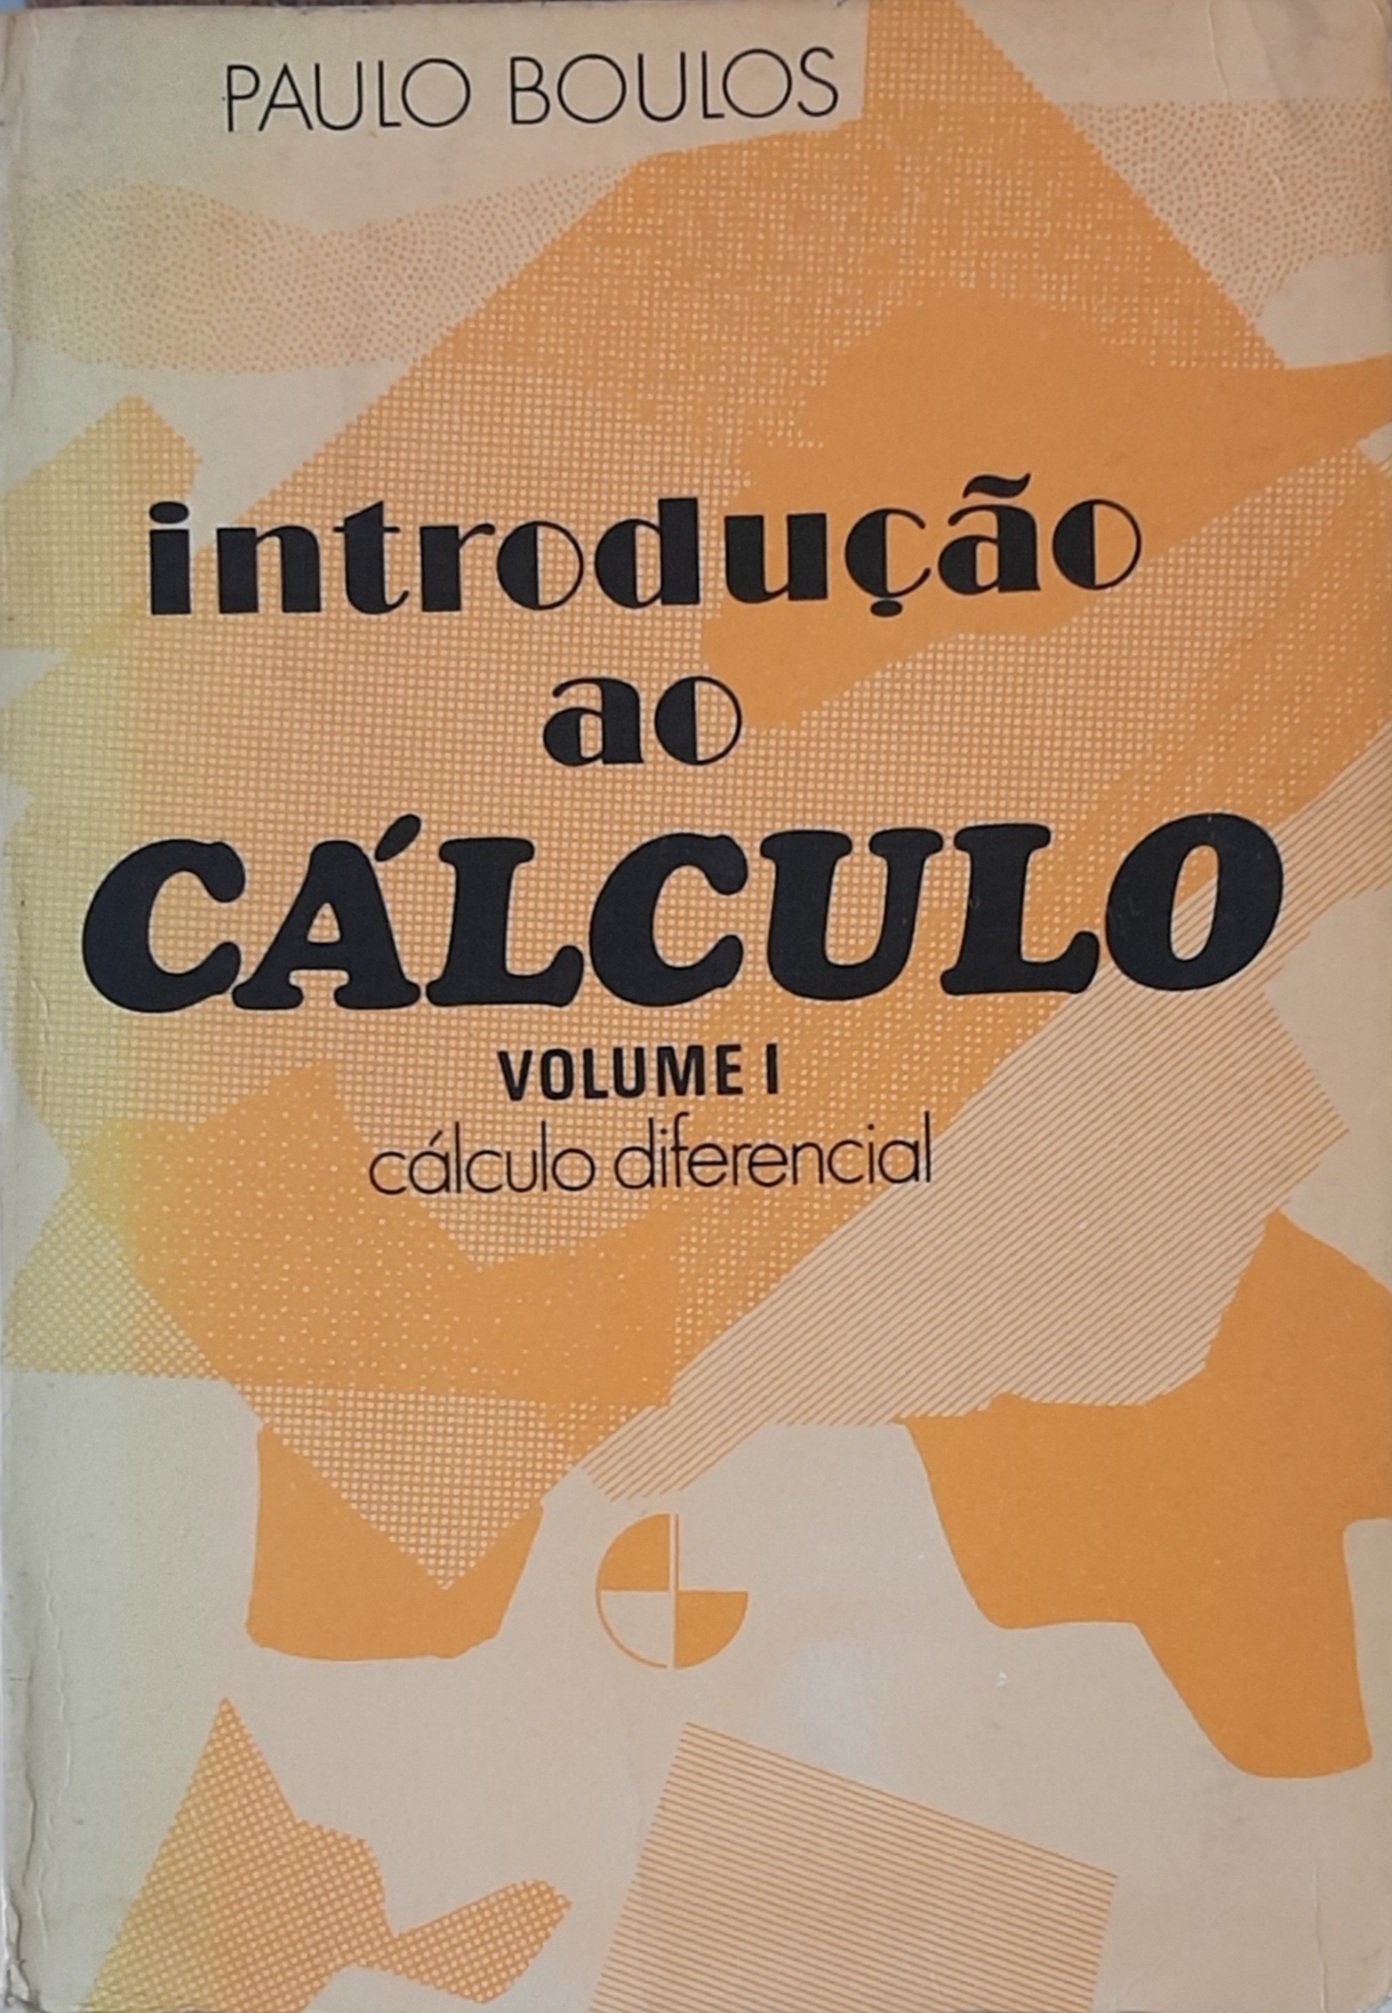 PAULO BOULOS
introdução
ao
CÁLCULO
VOLUME I
cálculo diferencial